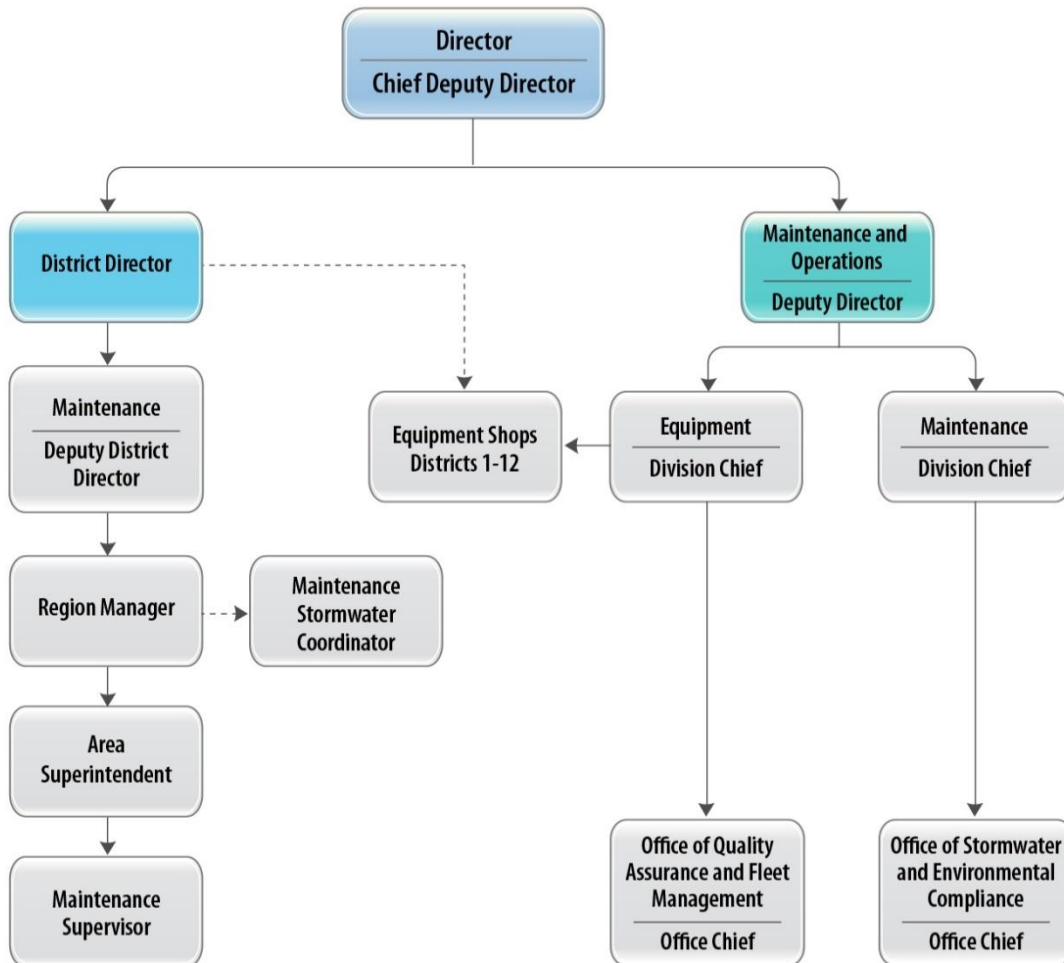 Director
Chief Deputy Director
District Director
Maintenance and
Operations
Deputy Director
Maintenance
Deputy District
Director
Equipment Shops
Districts 1-12
Equipment
Division Chief
Maintenance
Division Chief
Region Manager
Maintenance
Stormwater
Coordinator
Area
Superintendent
Maintenance
Supervisor
Office of Quality
Assurance and Fleet
Management
Office Chief
Office of Stormwater
and Environmental
Compliance
Office Chief